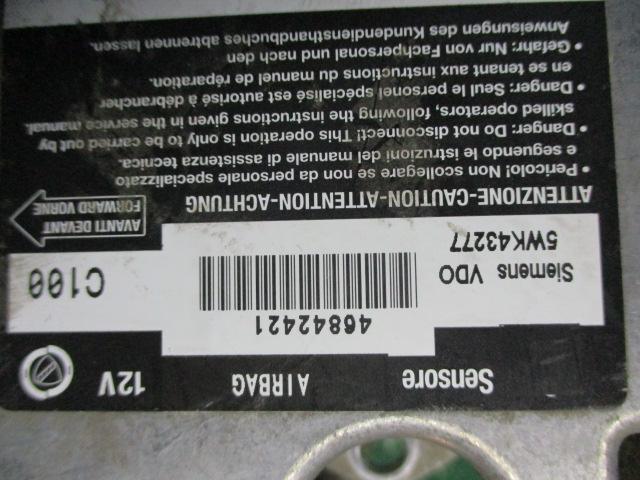 Sensore AIRBAG 12V
46842421
Siemens VDO
5WK43277
C100
AVANTI DEVANT
FORWARD VORNE
ATTENZIONE-CAUTION-ATTENTION-ACHTUNG
• Pericolo! Non scollegare se non da personale specializzato
e seguendo le istruzioni del manuale di assistenza tecnica.
• Danger: Do not disconnect! This operation is only to be carried out by
skilled operators, following the instructions given in the service manual.
• Danger: Seul le personnel spécialisé est autorisé à débrancher
en se tenant aux instructions du manuel de réparation.
• Gefahr: Nur von Fachpersonal und nach den
Anweisungen des Kundendiensthandbuches abtrennen lassen.